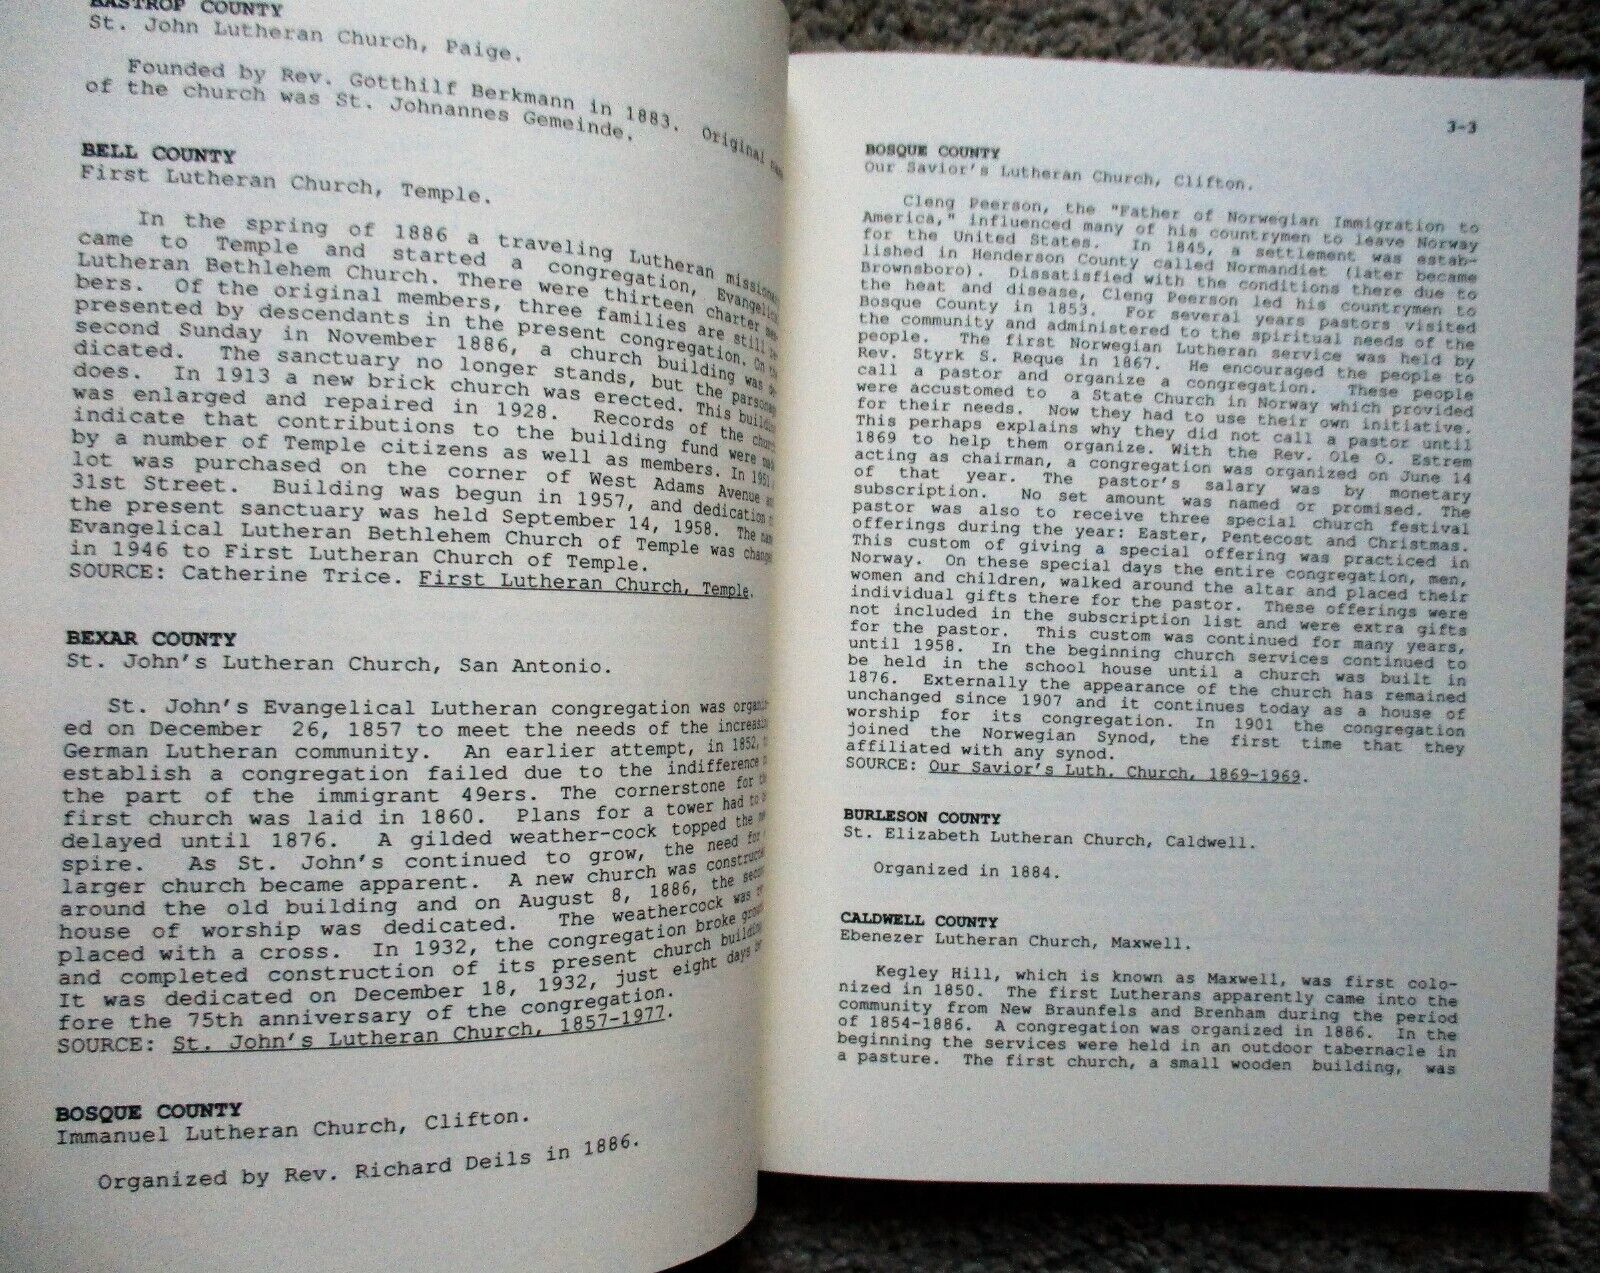 BASTROP COUNTY
St. John Lutheran Church, Paige.
Founded by Rev. Gotthilf Berkmann in 1883. Original
of the church was St. Johnannes Gemeinde.
BELL COUNTY
First Lutheran Church, Temple.
In the spring of 1886 a traveling Lutheran
came to Temple and started a congregation,
Lutheran Bethlehem Church. There were thirteen charter
bers. Of the original members, three families are still
presented by descendants in the present congregation. On
second Sunday in November 1886, a church building was
dicated. The sanctuary no longer stands, but the
does. In 1913 a new brick church was erected. This
was enlarged and repaired in 1928. Records of the
indicate that contributions to the building fund were
by a number of Temple citizens as well as members. In 1951
lot was purchased on the corner of West Adams Avenue
31st Street. Building was begun in 1957, and dedication
the present sanctuary was held September 14, 1958. The
Evangelical Lutheran Bethlehem Church of Temple was
in 1946 to First Lutheran Church of Temple.
SOURCE: Catherine Trice. First Lutheran Church, Temple.
BEXAR COUNTY
St. John's Lutheran Church, San Antonio.
St. John's Evangelical Lutheran congregation was
ed on December 26, 1857 to meet the needs of the
German Lutheran community. An earlier attempt, in 1852,
establish a congregation failed due to the indifference
the part of the immigrant 49ers. The cornerstone for
first church was laid in 1860. Plans for a tower had to
delayed until 1876. A gilded weather-cock topped the
spire. As St. John's continued to grow, the need for
larger church became apparent. A new church was
around the old building and on August 8, 1886, the
house of worship was dedicated. The weathercock was
placed with a cross. In 1932, the congregation broke
and completed construction of its present church building.
It was dedicated on December 18, 1932, just eight days
fore the 75th anniversary of the congregation.
SOURCE: St. John's Lutheran Church, 1857-1977.
BOSQUE COUNTY
Immanuel Lutheran Church, Clifton.
Organized by Rev. Richard Deils in 1886.
3-3
BOSQUE COUNTY
Our Savior's Lutheran Church, Clifton.
Cleng Peerson, the "Father of Norwegian Immigration to
America," influenced many of his countrymen to leave Norway
for the United States. In 1845, a settlement was estab-
lished in Henderson County called Normandiet (later became
Brownsboro). Dissatisfied with the conditions there due to
the heat and disease, Cleng Peerson led his countrymen to
Bosque County in 1853. For several years pastors visited
the community and administered to the spiritual needs of the
people. The first Norwegian Lutheran service was held by
Rev. Styrk S. Reque in 1867. He encouraged the people to
call a pastor and organize a congregation. These people
were accustomed to a State Church in Norway which provided
for their needs. Now they had to use their own initiative.
This perhaps explains why they did not call a pastor until
1869 to help them organize. With the Rev. Ole O. Estrem
acting as chairman, a congregation was organized on June 14
of that year. The pastor's salary was by monetary
subscription. No set amount was named or promised. The
pastor was also to receive three special church festival
offerings during the year: Easter, Pentecost and Christmas.
This custom of giving a special offering was practiced in
Norway. On these special days the entire congregation, men,
women and children, walked around the altar and placed their
individual gifts there for the pastor. These offerings were
not included in the subscription list and were extra gifts
for the pastor. This custom was continued for many years,
until 1958. In the beginning church services continued to
be held in the school house until a church was built in
1876. Externally the appearance of the church has remained
unchanged since 1907 and it continues today as a house of
worship for its congregation. In 1901 the congregation
joined the Norwegian Synod, the first time that they
affiliated with any synod.
SOURCE: Our Savior's Luth. Church, 1869-1969.
BURLESON COUNTY
St. Elizabeth Lutheran Church, Caldwell.
Organized in 1884.
CALDWELL COUNTY
Ebenezer Lutheran Church, Maxwell.
Kegley Hill, which is known as Maxwell, was first colo-
nized in 1850. The first Lutherans apparently came into the
community from New Braunfels and Brenham during the period
of 1854-1886. A congregation was organized in 1886. In the
beginning the services were held in an outdoor tabernacle in
a pasture. The first church, a small wooden building, was